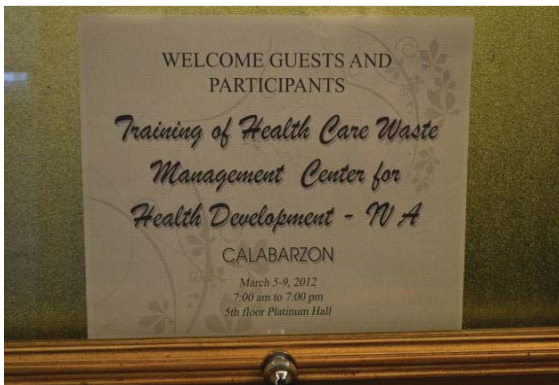 WELCOME GUESTS AND
PARTICIPANTS
Training of Health Care Waste
Management Center for
Health Development - IV A
CALABARZON
March 5-9, 2012
7:00 am to 7:00 pm
5th floor Platinum Hall